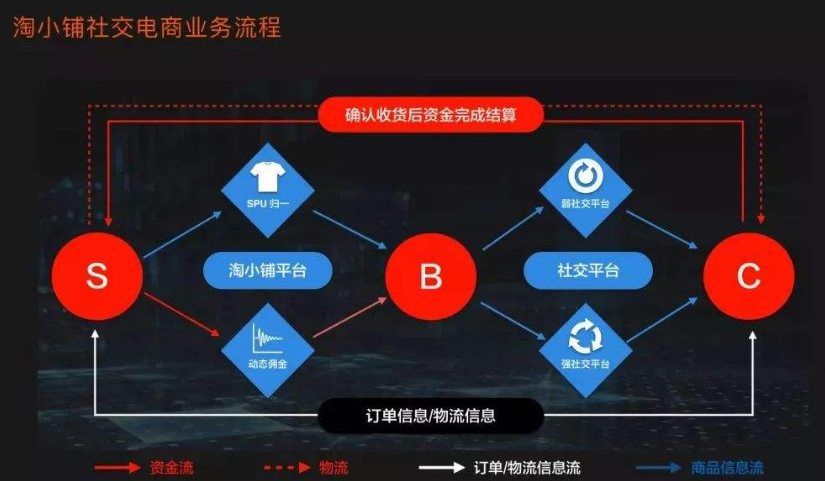 淘小铺社交电商业务流程
确认收货后资金完成结算
SPU 归一
弱社交平台
S
淘小铺平台
B
社交平台
C
动态佣金
强社交平台
订单信息/物流信息
资金流
物流
订单/物流信息流
商品信息流